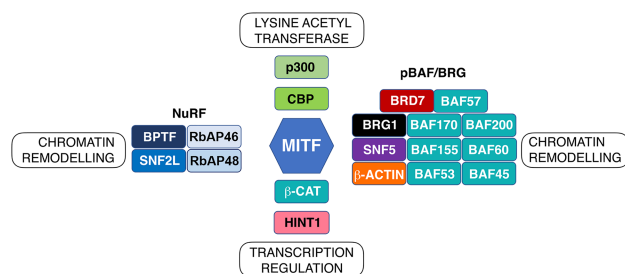 LYSINE ACETYL
TRANSFERASE
p300
CBP
MITF
β-CAT
HINT1
TRANSCRIPTION
REGULATION
NuRF
CHROMATIN
REMODELLING
BPTF RbAP46
SNF2L RbAP48
pBAF/BRG
BRD7 BAF57
BRG1 BAF170 BAF200
SNF5 BAF155 BAF60
β-ACTIN BAF53 BAF45
CHROMATIN
REMODELLING